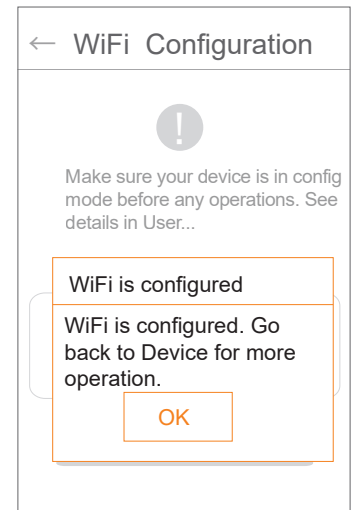 ← WiFi Configuration
!
Make sure your device is in config
mode before any operations. See
details in User...
WiFi is configured
WiFi is configured. Go
back to Device for more
operation.
OK